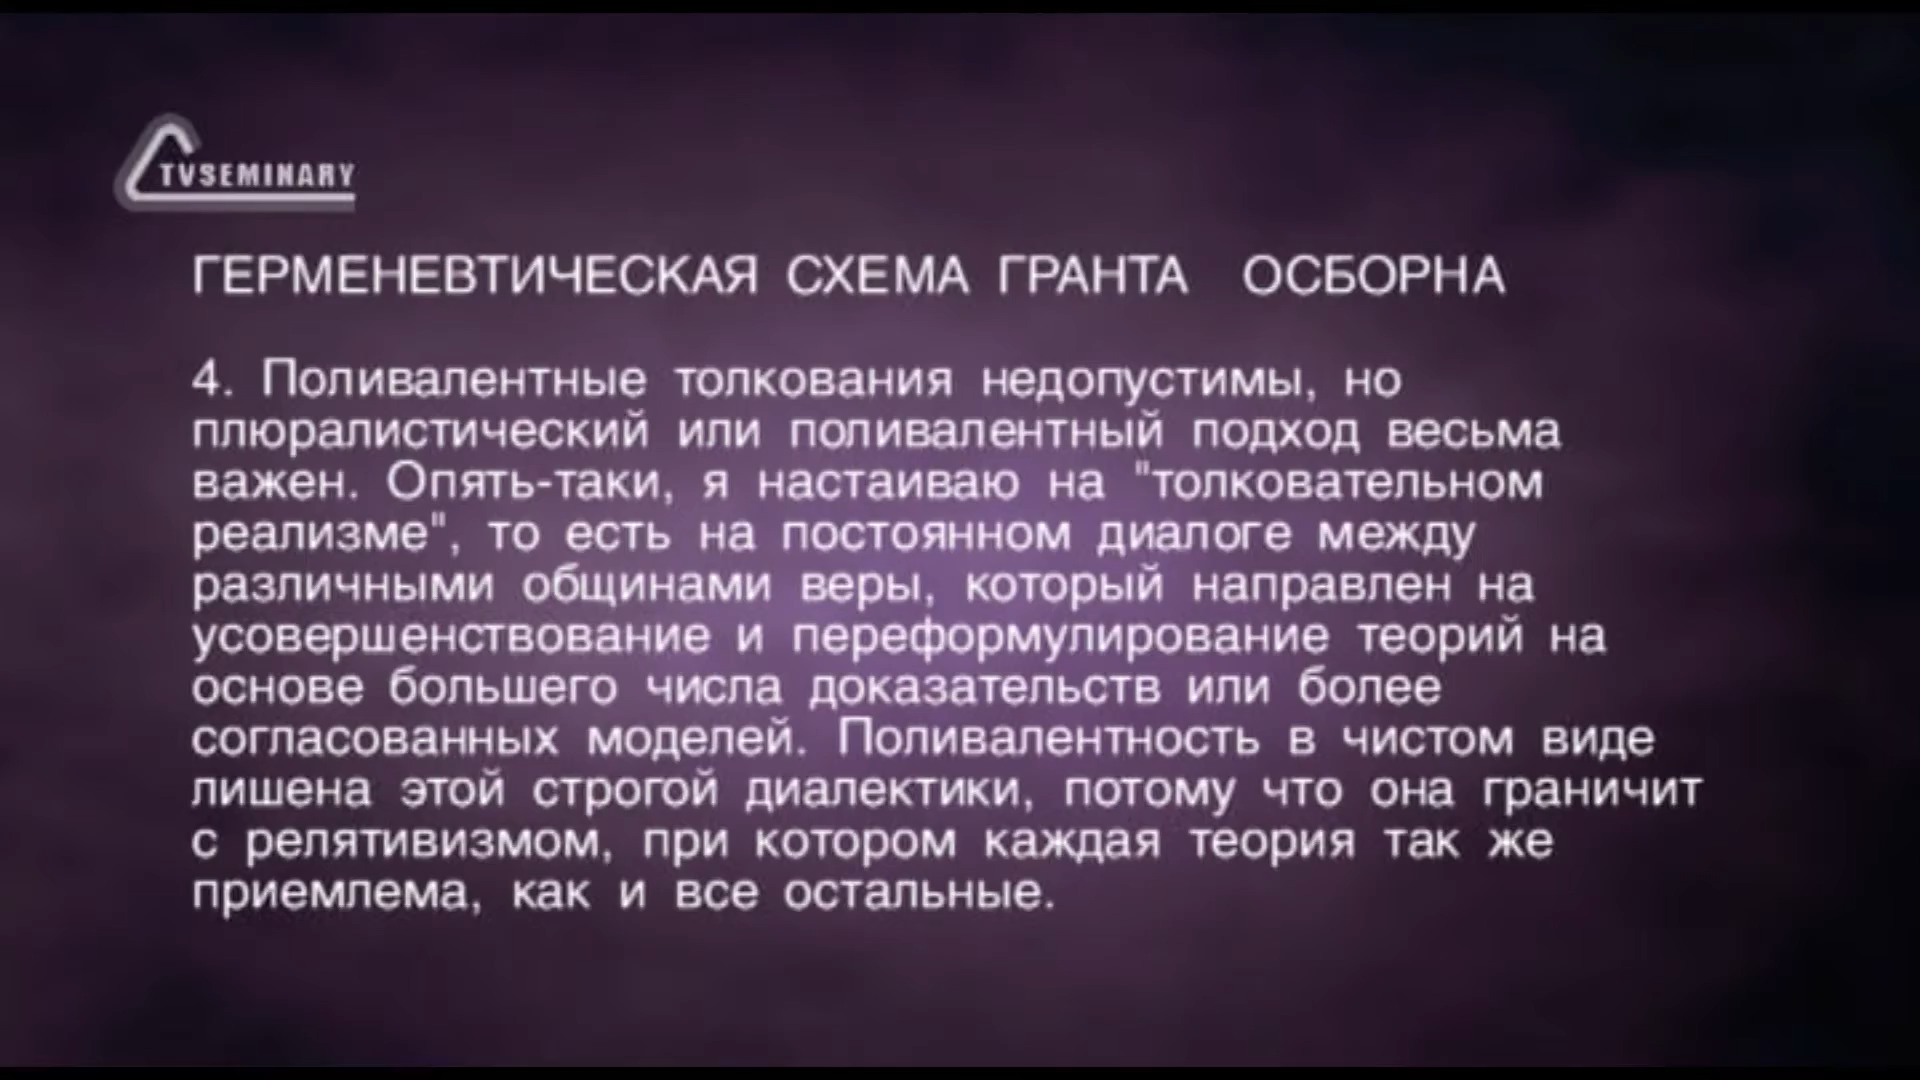 TVSEMINARY
ГЕРМЕНЕВТИЧЕСКАЯ СХЕМА ГРАНТА ОСБОРНА
4. Поливалентные толкования недопустимы, но
плюралистический или поливалентный подход весьма
важен. Опять-таки, я настаиваю на "толковательном
реализме", то есть на постоянном диалоге между
различными общинами веры, который направлен на
усовершенствование и переформулирование теорий на
основе большего числа доказательств или более
согласованных моделей. Поливалентность в чистом виде
лишена этой строгой диалектики, потому что она граничит
с релятивизмом, при котором каждая теория так же
приемлема, как и все остальные.